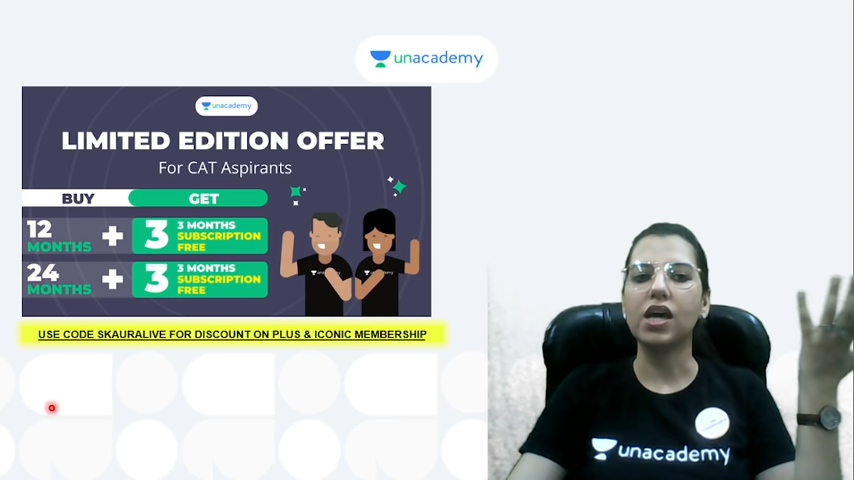 unacademy
unacademy
LIMITED EDITION OFFER
For CAT Aspirants
BUY GET
12 MONTHS + 3 3 MONTHS SUBSCRIPTION FREE
24 MONTHS + 3 3 MONTHS SUBSCRIPTION FREE
USE CODE SKAURALIVE FOR DISCOUNT ON PLUS & ICONIC MEMBERSHIP
unacademy